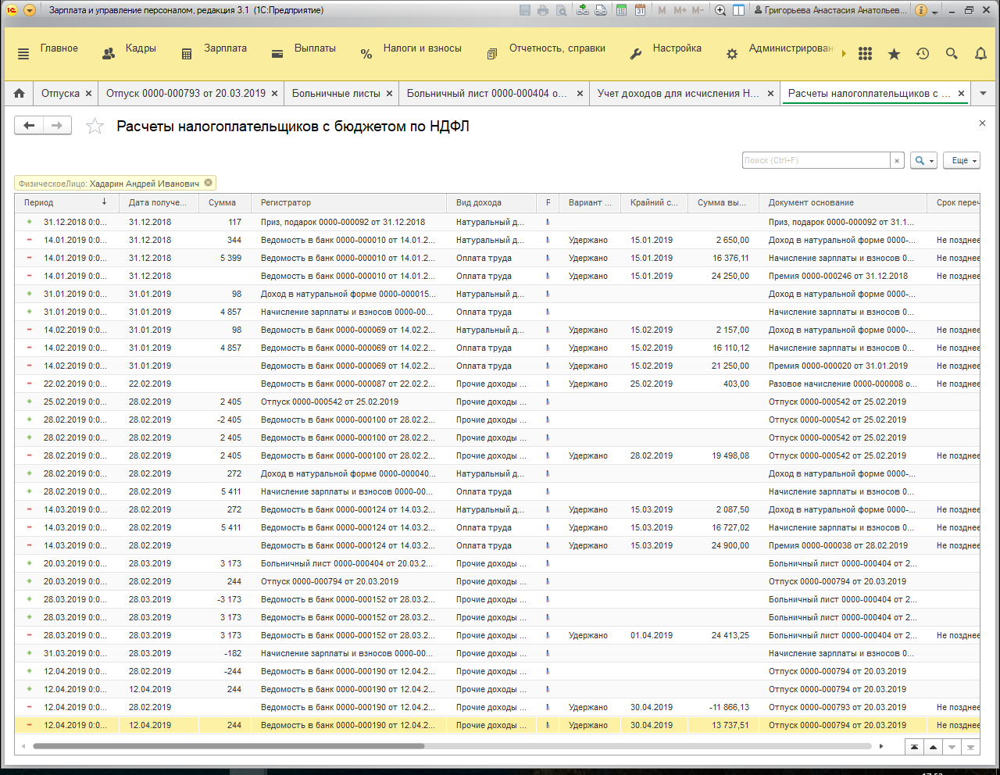 Зарплата и управление персоналом, редакция 3.1 (1С:Предприятие)
M M+ M- Григорьева Анастасия Анатольев...
Главное Кадры Зарплата Выплаты Налоги и взносы Отчетность, справки Настройка Администрирован
Отпуска Отпуск 0000-000793 от 20.03.2019 Больничные листы Больничный лист 0000-000404 о... Учет доходов для исчисления Н... Расчеты налогоплательщиков с ...
Расчеты налогоплательщиков с бюджетом по НДФЛ
Поиск (Ctrl+F) Еще
ФизическоеЛицо: Хадарин Андрей Иванович
Период Дата получе... Сумма Регистратор Вид дохода Вариант ... Крайний с... Сумма вы... Документ основание Срок переч
31.12.2018 0:0... 31.12.2018 117 Приз, подарок 0000-000092 от 31.12.2018 Натуральный д... Приз, подарок 0000-000092 от 31.1...
14.01.2019 0:0... 31.12.2018 344 Ведомость в банк 0000-000010 от 14.01.2... Натуральный д... Удержано 15.01.2019 2 650,00 Доход в натуральной форме 0000-... Не позднее
14.01.2019 0:0... 31.12.2018 5 399 Ведомость в банк 0000-000010 от 14.01.2... Оплата труда Удержано 15.01.2019 16 376,11 Начисление зарплаты и взносов 0... Не позднее
14.01.2019 0:0... 31.12.2018 Ведомость в банк 0000-000010 от 14.01.2... Оплата труда Удержано 15.01.2019 24 250,00 Премия 0000-000246 от 31.12.2018 Не позднее
31.01.2019 0:0... 31.01.2019 98 Доход в натуральной форме 0000-000015... Натуральный д... Доход в натуральной форме 0000-...
31.01.2019 0:0... 31.01.2019 4 857 Начисление зарплаты и взносов 0000-00... Оплата труда Начисление зарплаты и взносов 0...
14.02.2019 0:0... 31.01.2019 98 Ведомость в банк 0000-000069 от 14.02.... Натуральный д... Удержано 15.02.2019 2 157,00 Доход в натуральной форме 0000-... Не позднее
14.02.2019 0:0... 31.01.2019 4 857 Ведомость в банк 0000-000069 от 14.02.... Оплата труда Удержано 15.02.2019 16 110,12 Начисление зарплаты и взносов 0... Не позднее
14.02.2019 0:0... 31.01.2019 Ведомость в банк 0000-000069 от 14.02.... Оплата труда Удержано 15.02.2019 21 250,00 Премия 0000-000020 от 31.01.2019 Не позднее
22.02.2019 0:0... 22.02.2019 Ведомость в банк 0000-000087 от 22.02.... Прочие доходы ... Удержано 25.02.2019 403,00 Разовое начисление 0000-000008 о... Не позднее
25.02.2019 0:0... 28.02.2019 2 405 Отпуск 0000-000542 от 25.02.2019 Прочие доходы ... Отпуск 0000-000542 от 25.02.2019
28.02.2019 0:0... 28.02.2019 -2 405 Ведомость в банк 0000-000100 от 28.02.... Прочие доходы ... Отпуск 0000-000542 от 25.02.2019
28.02.2019 0:0... 28.02.2019 2 405 Ведомость в банк 0000-000100 от 28.02.... Прочие доходы ... Отпуск 0000-000542 от 25.02.2019
28.02.2019 0:0... 28.02.2019 2 405 Ведомость в банк 0000-000100 от 28.02.... Прочие доходы ... Удержано 28.02.2019 19 498,08 Отпуск 0000-000542 от 25.02.2019 Не позднее
28.02.2019 0:0... 28.02.2019 272 Доход в натуральной форме 0000-000040... Натуральный д... Доход в натуральной форме 0000-...
28.02.2019 0:0... 28.02.2019 5 411 Начисление зарплаты и взносов 0000-00... Оплата труда Начисление зарплаты и взносов 0...
14.03.2019 0:0... 28.02.2019 272 Ведомость в банк 0000-000124 от 14.03.... Натуральный д... Удержано 15.03.2019 2 087,50 Доход в натуральной форме 0000-... Не позднее
14.03.2019 0:0... 28.02.2019 5 411 Ведомость в банк 0000-000124 от 14.03.... Оплата труда Удержано 15.03.2019 16 727,02 Начисление зарплаты и взносов 0... Не позднее
14.03.2019 0:0... 28.02.2019 Ведомость в банк 0000-000124 от 14.03.... Оплата труда Удержано 15.03.2019 24 900,00 Премия 0000-000038 от 28.02.2019 Не позднее
20.03.2019 0:0... 28.03.2019 3 173 Больничный лист 0000-000404 от 20.03.2... Прочие доходы ... Больничный лист 0000-000404 от 2...
20.03.2019 0:0... 28.02.2019 244 Отпуск 0000-000794 от 20.03.2019 Прочие доходы ... Отпуск 0000-000794 от 20.03.2019
28.03.2019 0:0... 28.03.2019 -3 173 Ведомость в банк 0000-000152 от 28.03.... Прочие доходы ... Больничный лист 0000-000404 от 2...
28.03.2019 0:0... 28.03.2019 3 173 Ведомость в банк 0000-000152 от 28.03.... Прочие доходы ... Больничный лист 0000-000404 от 2...
28.03.2019 0:0... 28.03.2019 3 173 Ведомость в банк 0000-000152 от 28.03.... Прочие доходы ... Удержано 01.04.2019 24 413,25 Больничный лист 0000-000404 от 2... Не позднее
31.03.2019 0:0... 28.03.2019 -182 Начисление зарплаты и взносов 0000-00... Прочие доходы ... Начисление зарплаты и взносов 0...
12.04.2019 0:0... 28.02.2019 -244 Ведомость в банк 0000-000190 от 12.04.2... Прочие доходы ... Отпуск 0000-000794 от 20.03.2019
12.04.2019 0:0... 12.04.2019 244 Ведомость в банк 0000-000190 от 12.04.2... Прочие доходы ... Отпуск 0000-000794 от 20.03.2019
12.04.2019 0:0... 28.02.2019 Ведомость в банк 0000-000190 от 12.04.2... Прочие доходы ... Удержано 30.04.2019 -11 866,13 Отпуск 0000-000793 от 20.03.2019 Не позднее
12.04.2019 0:0... 12.04.2019 244 Ведомость в банк 0000-000190 от 12.04.2... Прочие доходы ... Удержано 30.04.2019 13 737,51 Отпуск 0000-000794 от 20.03.2019 Не позднее